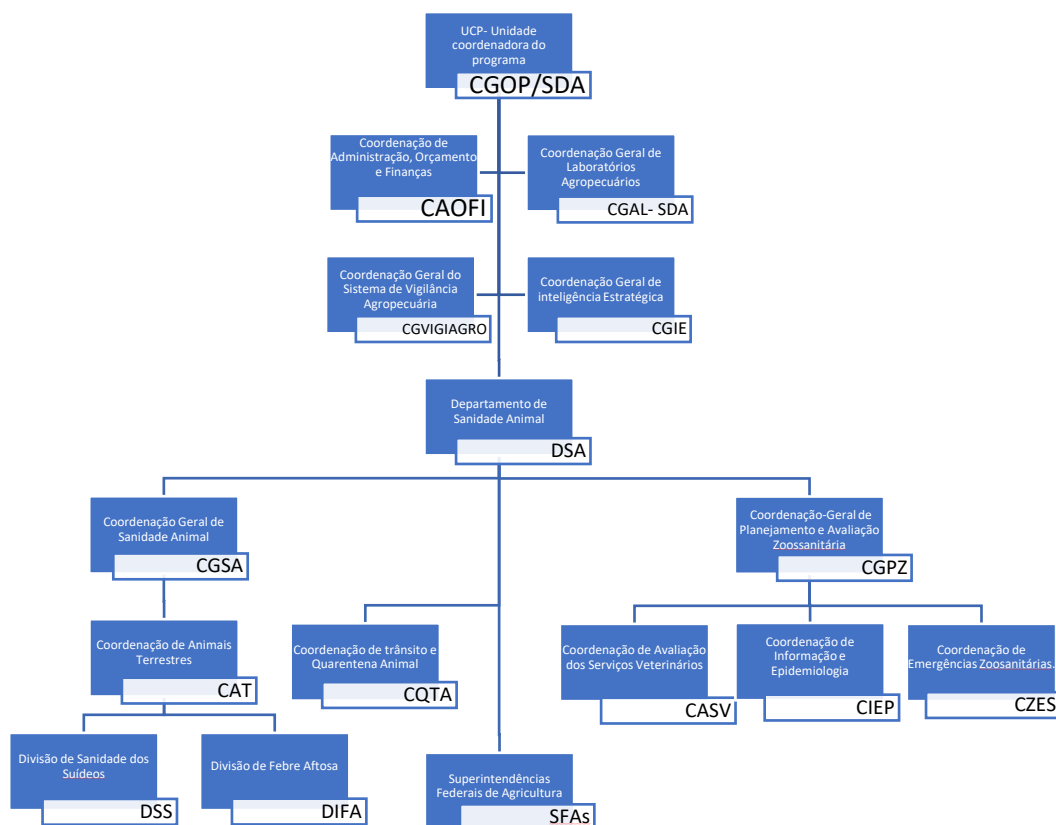 UCP- Unidade
coordenadora do
programa
CGOP/SDA
Coordenação de
Administração, Orçamento
e Finanças
CAOFI
Coordenação Geral de
Laboratórios
Agropecuários
CGAL- SDA
Coordenação Geral do
Sistema de Vigilância
Agropecuária
CGVIGIAGRO
Coordenação Geral de
inteligência Estratégica
CGIE
Departamento de
Sanidade Animal
DSA
Coordenação Geral de
Sanidade Animal
CGSA
Coordenação-Geral de
Planejamento e Avaliação
Zoossanitária
CGPZ
Coordenação de Animais
Terrestres
CAT
Coordenação de trânsito e
Quarentena Animal
CQTA
Coordenação de Avaliação
dos Serviços Veterinários
CASV
Coordenação de
Informação e
Epidemiologia
CIEP
Coordenação de
Emergências Zoosanitárias.
CZES
Divisão de Sanidade dos
Suídeos
DSS
Divisão de Febre Aftosa
DIFA
Superintendências
Federais de Agricultura
SFAs